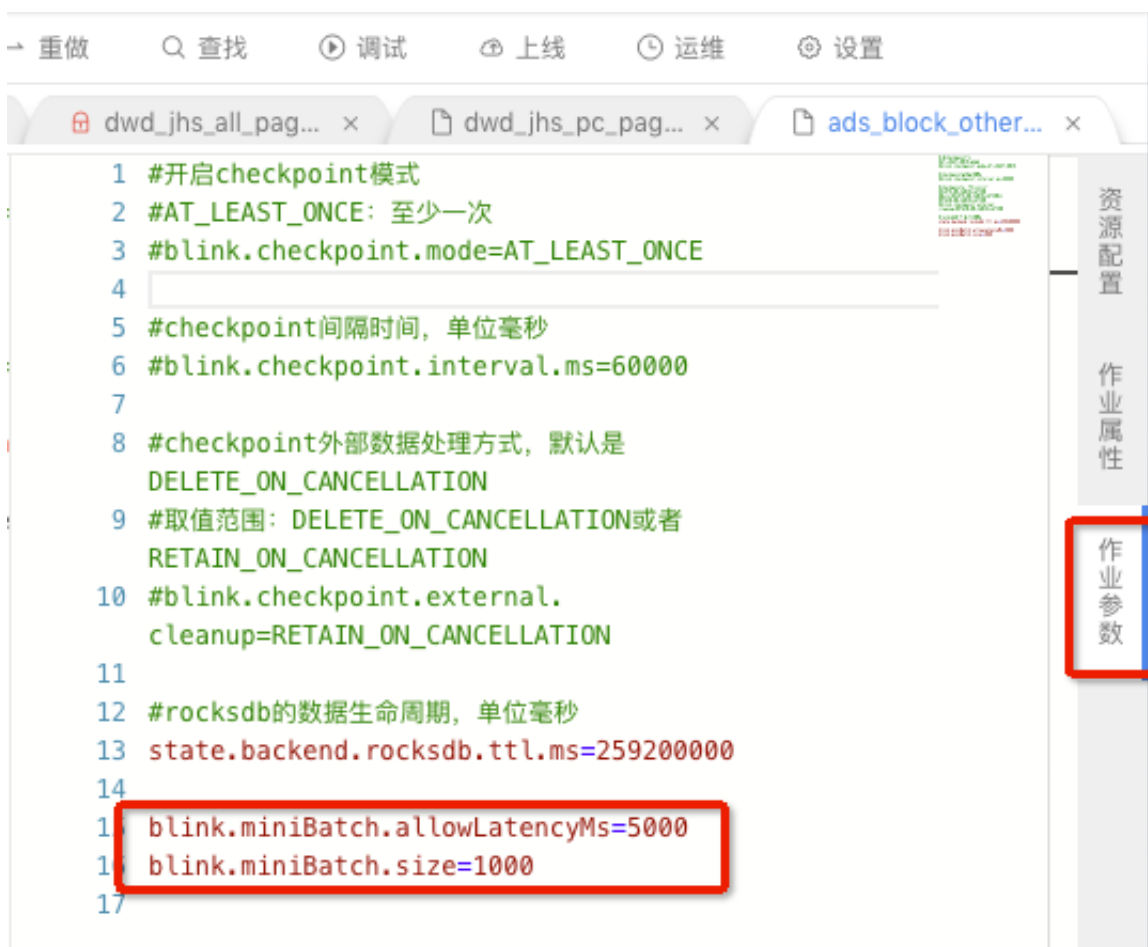 重做 查找 调试 上线 运维 设置
dwd_jhs_all_pag... × dwd_jhs_pc_pag... × ads_block_other... ×
1 #开启checkpoint模式
2 #AT_LEAST_ONCE：至少一次
3 #blink.checkpoint.mode=AT_LEAST_ONCE
4
5 #checkpoint间隔时间，单位毫秒
6 #blink.checkpoint.interval.ms=60000
7
8 #checkpoint外部数据处理方式，默认是
DELETE_ON_CANCELLATION
9 #取值范围：DELETE_ON_CANCELLATION或者
RETAIN_ON_CANCELLATION
10 #blink.checkpoint.external.
cleanup=RETAIN_ON_CANCELLATION
11
12 #rocksdb的数据生命周期，单位毫秒
13 state.backend.rocksdb.ttl.ms=259200000
14
15 blink.miniBatch.allowLatencyMs=5000
16 blink.miniBatch.size=1000
17
资源配置
作业属性
作业参数